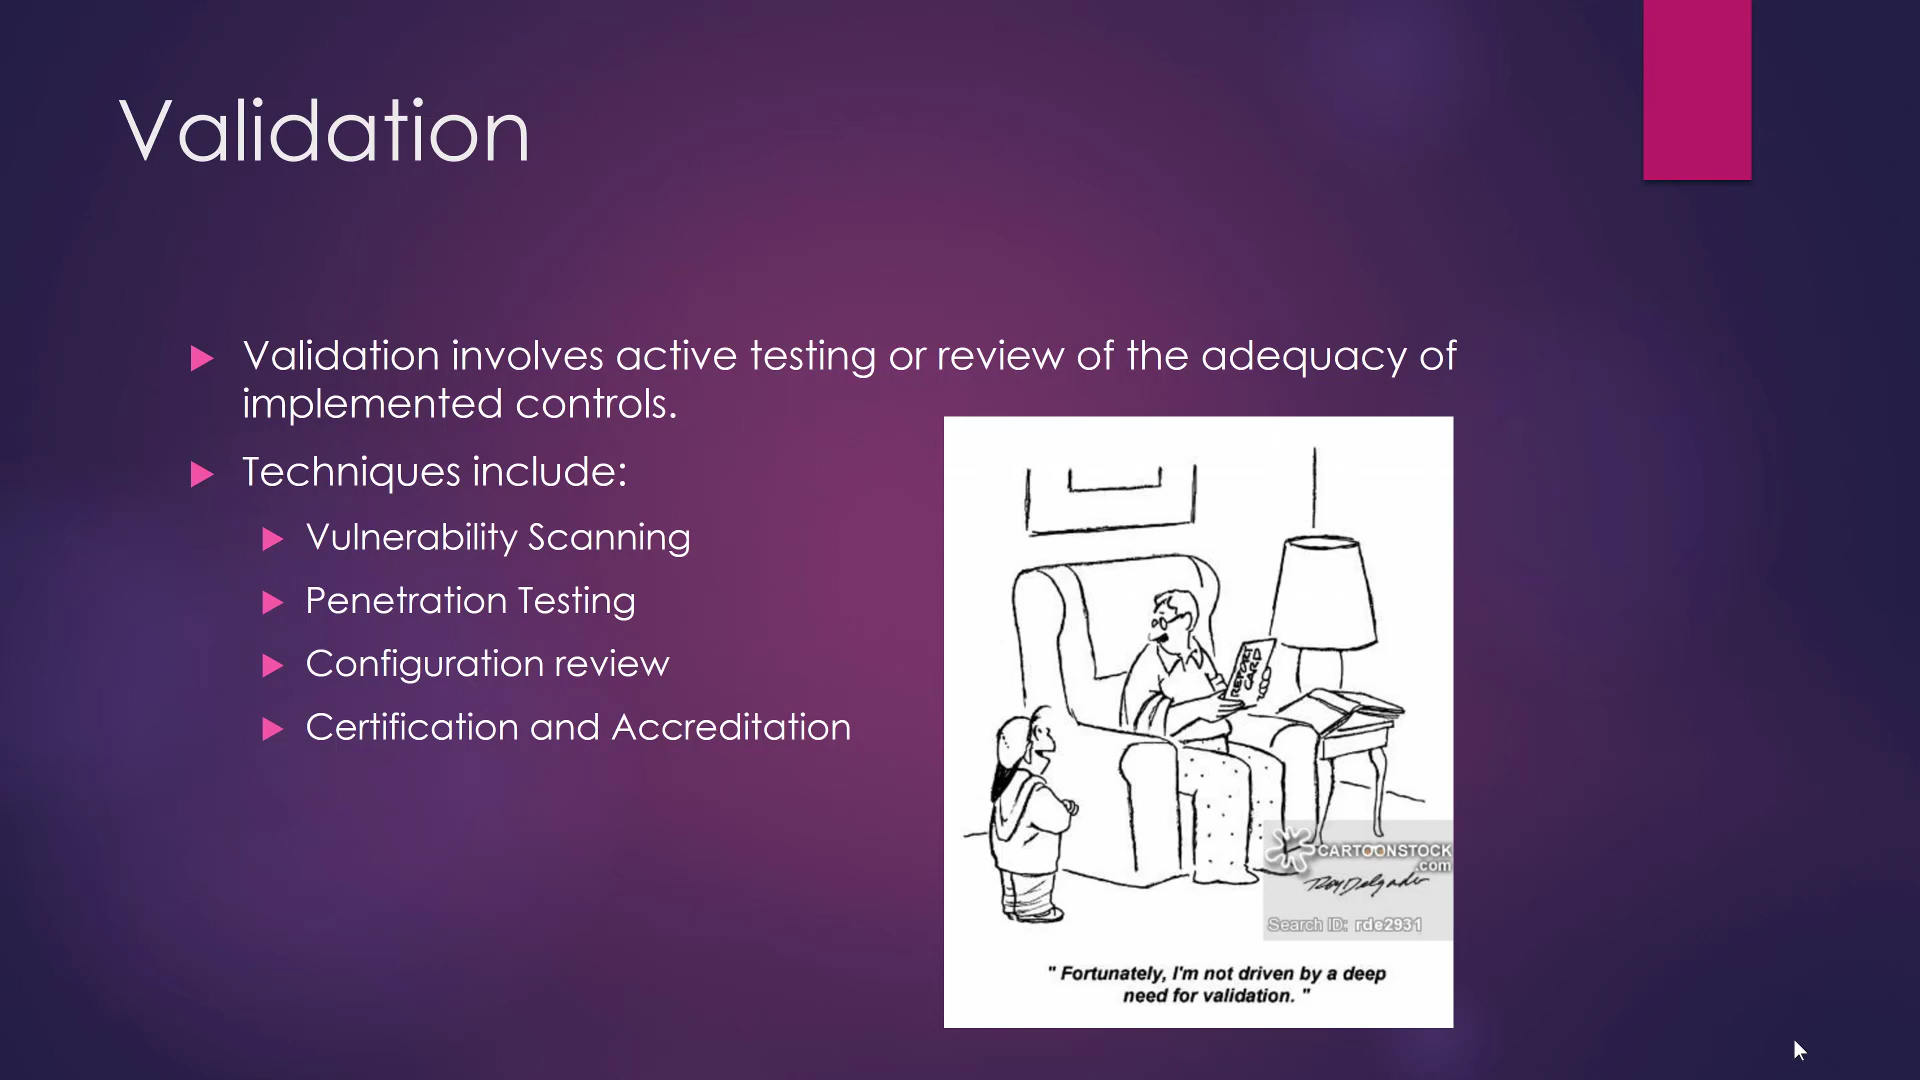 Validation
Validation involves active testing or review of the adequacy of
implemented controls.
Techniques include:
Vulnerability Scanning
Penetration Testing
Configuration review
Certification and Accreditation
REPORT
CARD
CARTOONSTOCK
.com
Roy Delgado
Search ID: rde2931
" Fortunately, I'm not driven by a deep
need for validation. "